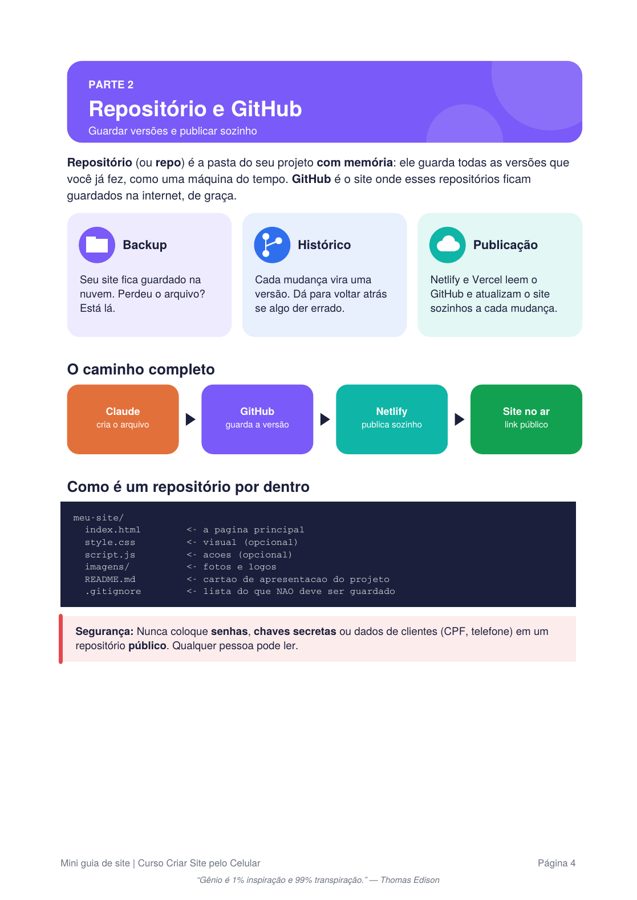 PARTE 2
Repositório e GitHub
Guardar versões e publicar sozinho
Repositório (ou repo) é a pasta do seu projeto com memória: ele guarda todas as versões que
você já fez, como uma máquina do tempo. GitHub é o site onde esses repositórios ficam
guardados na internet, de graça.
Backup
Seu site fica guardado na
nuvem. Perdeu o arquivo?
Está lá.
Histórico
Cada mudança vira uma
versão. Dá para voltar atrás
se algo der errado.
Publicação
Netlify e Vercel leem o
GitHub e atualizam o site
sozinhos a cada mudança.
O caminho completo
Claude
cria o arquivo
GitHub
guarda a versão
Netlify
publica sozinho
Site no ar
link público
Como é um repositório por dentro
meu-site/
index.html <- a pagina principal
style.css <- visual (opcional)
script.js <- acoes (opcional)
imagens/ <- fotos e logos
README.md <- cartao de apresentacao do projeto
.gitignore <- lista do que NAO deve ser guardado
Segurança: Nunca coloque senhas, chaves secretas ou dados de clientes (CPF, telefone) em um
repositório público. Qualquer pessoa pode ler.
Mini guia de site | Curso Criar Site pelo Celular Página 4
“Gênio é 1% inspiração e 99% transpiração.” — Thomas Edison